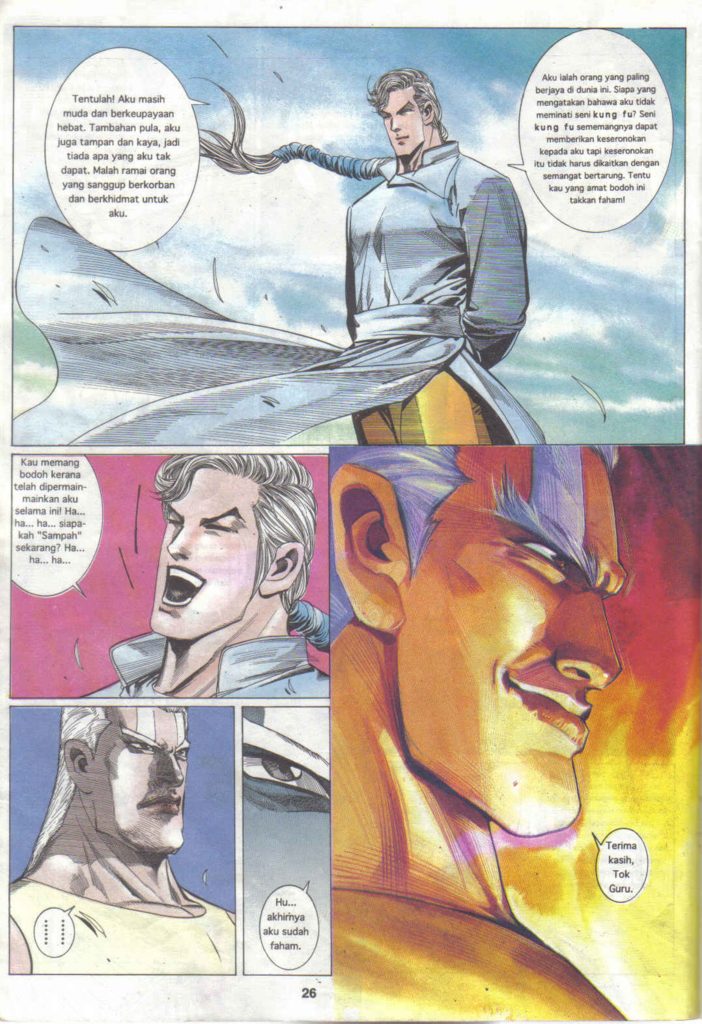 Tentulah! Aku masih
muda dan berkeupayaan
hebat. Tambahan pula, aku
juga tampan dan kaya, jadi
tiada apa yang aku tak
dapat. Malah ramai orang
yang sanggup berkorban
dan berkhidmat untuk
aku.
Aku ialah orang yang paling
berjaya di dunia ini. Siapa yang
mengatakan bahawa aku tidak
meminati seni kung fu? Seni
kung fu sememangnya dapat
memberikan keseronokan
kepada aku tapi keseronokan
itu tidak harus dikaitkan dengan
semangat bertarung. Tentu
kau yang amat bodoh ini
takkan faham!
Kau memang
bodoh kerana
telah dipermain-
mainkan aku
selama ini! Ha...
ha... ha... siapa-
kah "Sampah"
sekarang? Ha...
ha... ha...
Terima
kasih,
Tok
Guru.
......
......
Hu...
akhirnya
aku sudah
faham.
26